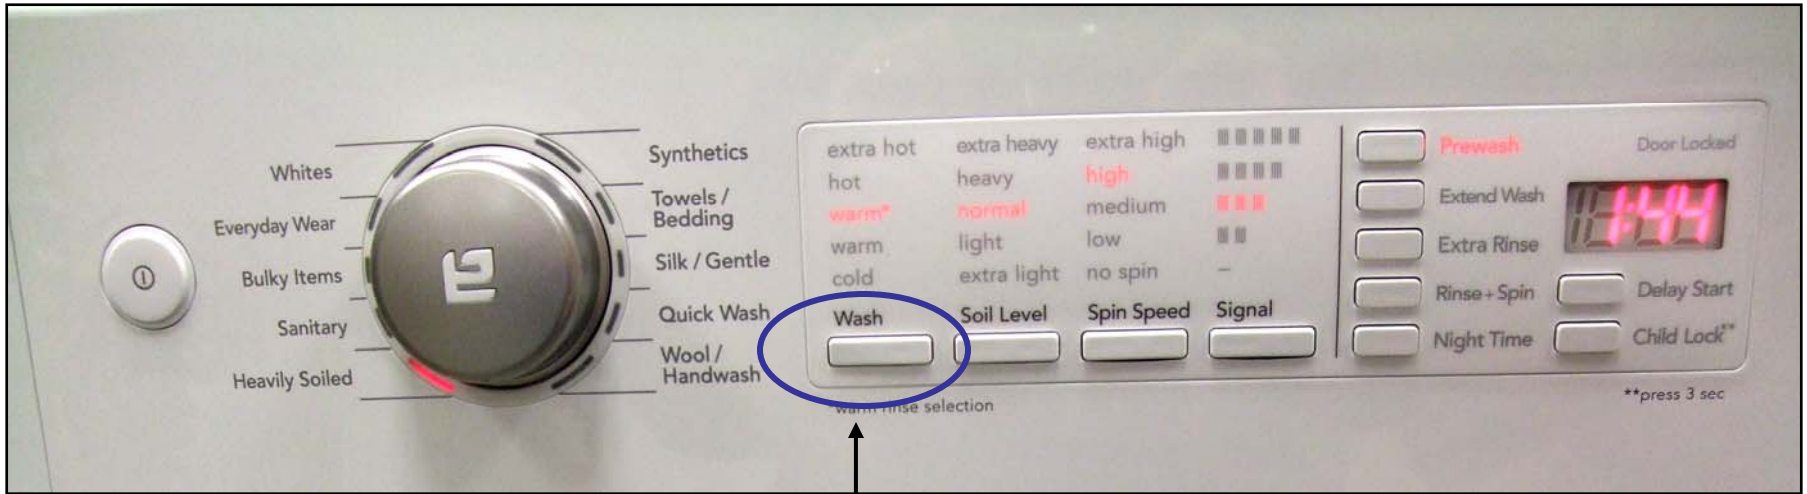 Whites
Everyday Wear
Bulky Items
Sanitary
Heavily Soiled
Synthetics
Towels /
Bedding
Silk / Gentle
Quick Wash
Wool /
Handwash
extra hot
hot
warm*
warm
cold
Wash
extra heavy
heavy
normal
light
extra light
Soil Level
extra high
high
medium
low
no spin
Spin Speed
Signal
Prewash
Extend Wash
Extra Rinse
Rinse+Spin
Night Time
Door Locked
1:44
Delay Start
Child Lock**
warm rinse selection
**press 3 sec